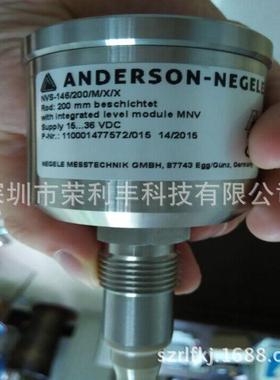 ANDERSON-NEGELE
NVS-146/200/M/X/X
Rod: 200 mm beschichtet
with integrated level module MNV
Supply 15...36 VDC
P-Nr.: 110001477572/015 14/2015
NEGELE MESSTECHNIK GMBH, 87743 Egg/Günz, Germany
深圳市荣利丰科技有限公
szrlfkj.1688.c